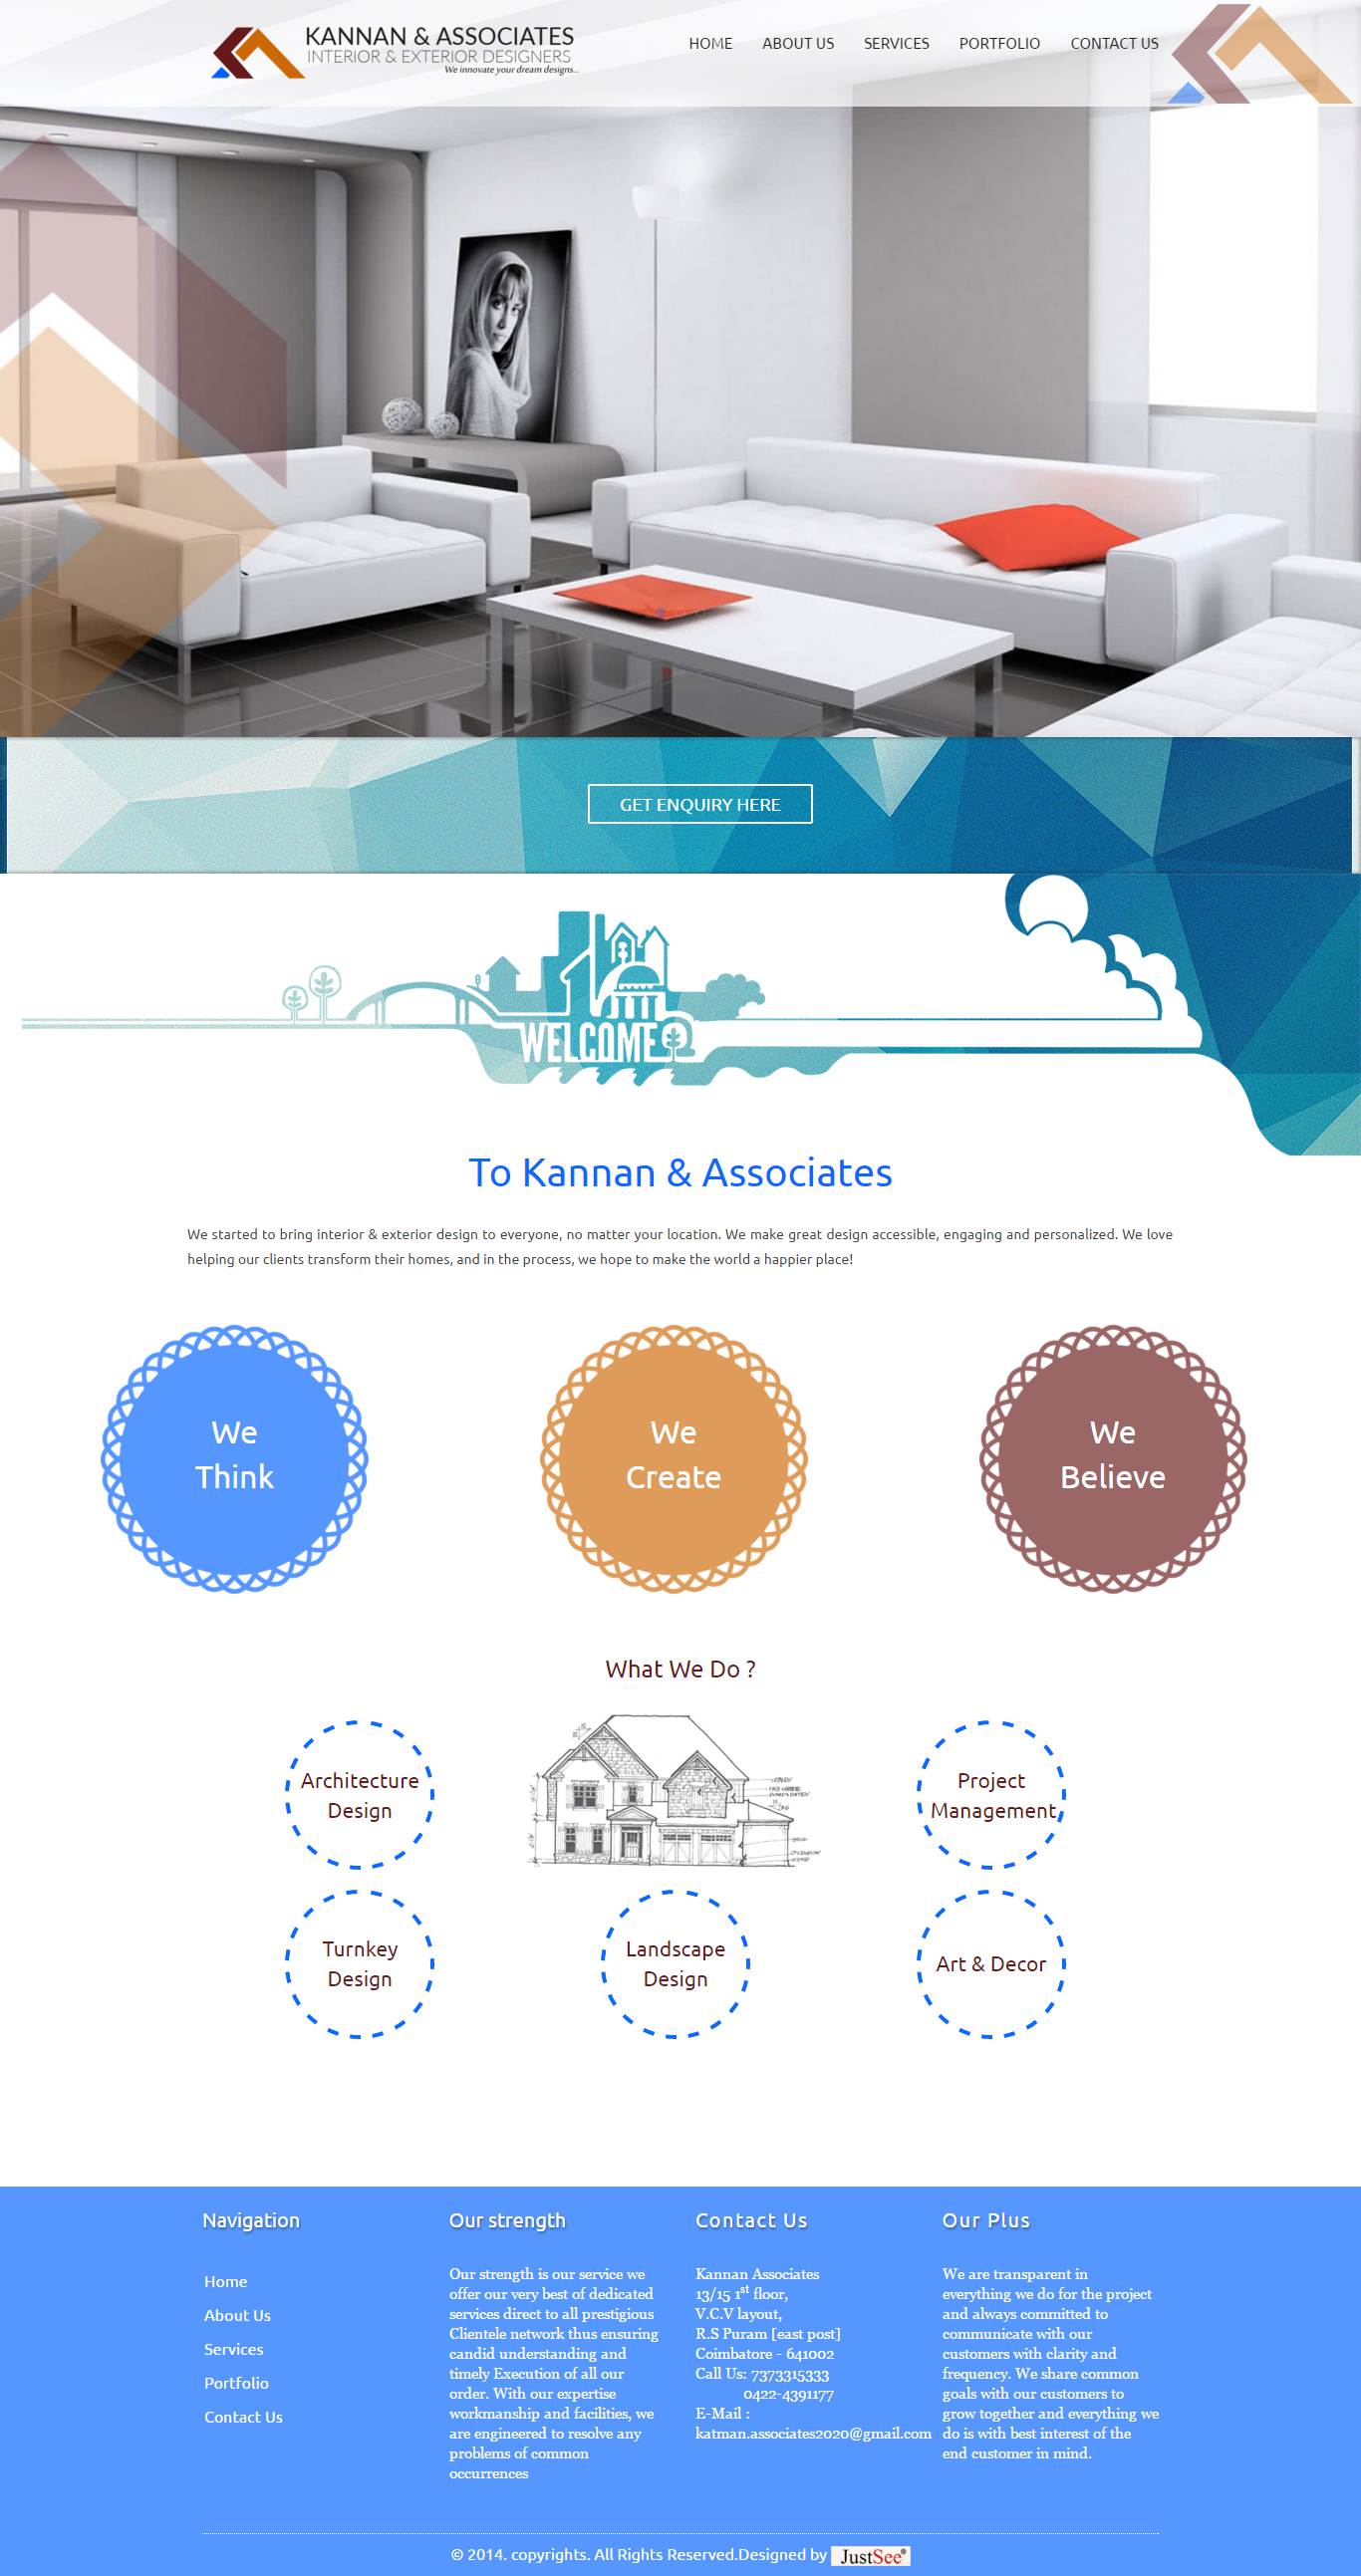 KANNAN & ASSOCIATES
INTERIOR & EXTERIOR DESIGNERS
We innovate your dream designs...
HOME ABOUT US SERVICES PORTFOLIO CONTACT US
GET ENQUIRY HERE
WELCOME
To Kannan & Associates
We started to bring interior & exterior design to everyone, no matter your location. We make great design accessible, engaging and personalized. We love
helping our clients transform their homes, and in the process, we hope to make the world a happier place!
We
Think
We
Create
We
Believe
What We Do ?
Architecture
Design
Project
Management
Turnkey
Design
Landscape
Design
Art & Decor
Navigation
Home
About Us
Services
Portfolio
Contact Us
Our strength
Our strength is our service we
offer our very best of dedicated
services direct to all prestigious
Clientele network thus ensuring
candid understanding and
timely Execution of all our
order. With our expertise
workmanship and facilities, we
are engineered to resolve any
problems of common
occurrences
Contact Us
Kannan Associates
13/15 1st floor,
V.C.V layout,
R.S Puram [east post]
Coimbatore - 641002
Call Us: 7373315333
0422-4391177
E-Mail :
katman.associates2020@gmail.com
Our Plus
We are transparent in
everything we do for the project
and always committed to
communicate with our
customers with clarity and
frequency. We share common
goals with our customers to
grow together and everything we
do is with best interest of the
end customer in mind.
© 2014. copyrights. All Rights Reserved.Designed by JustSee®